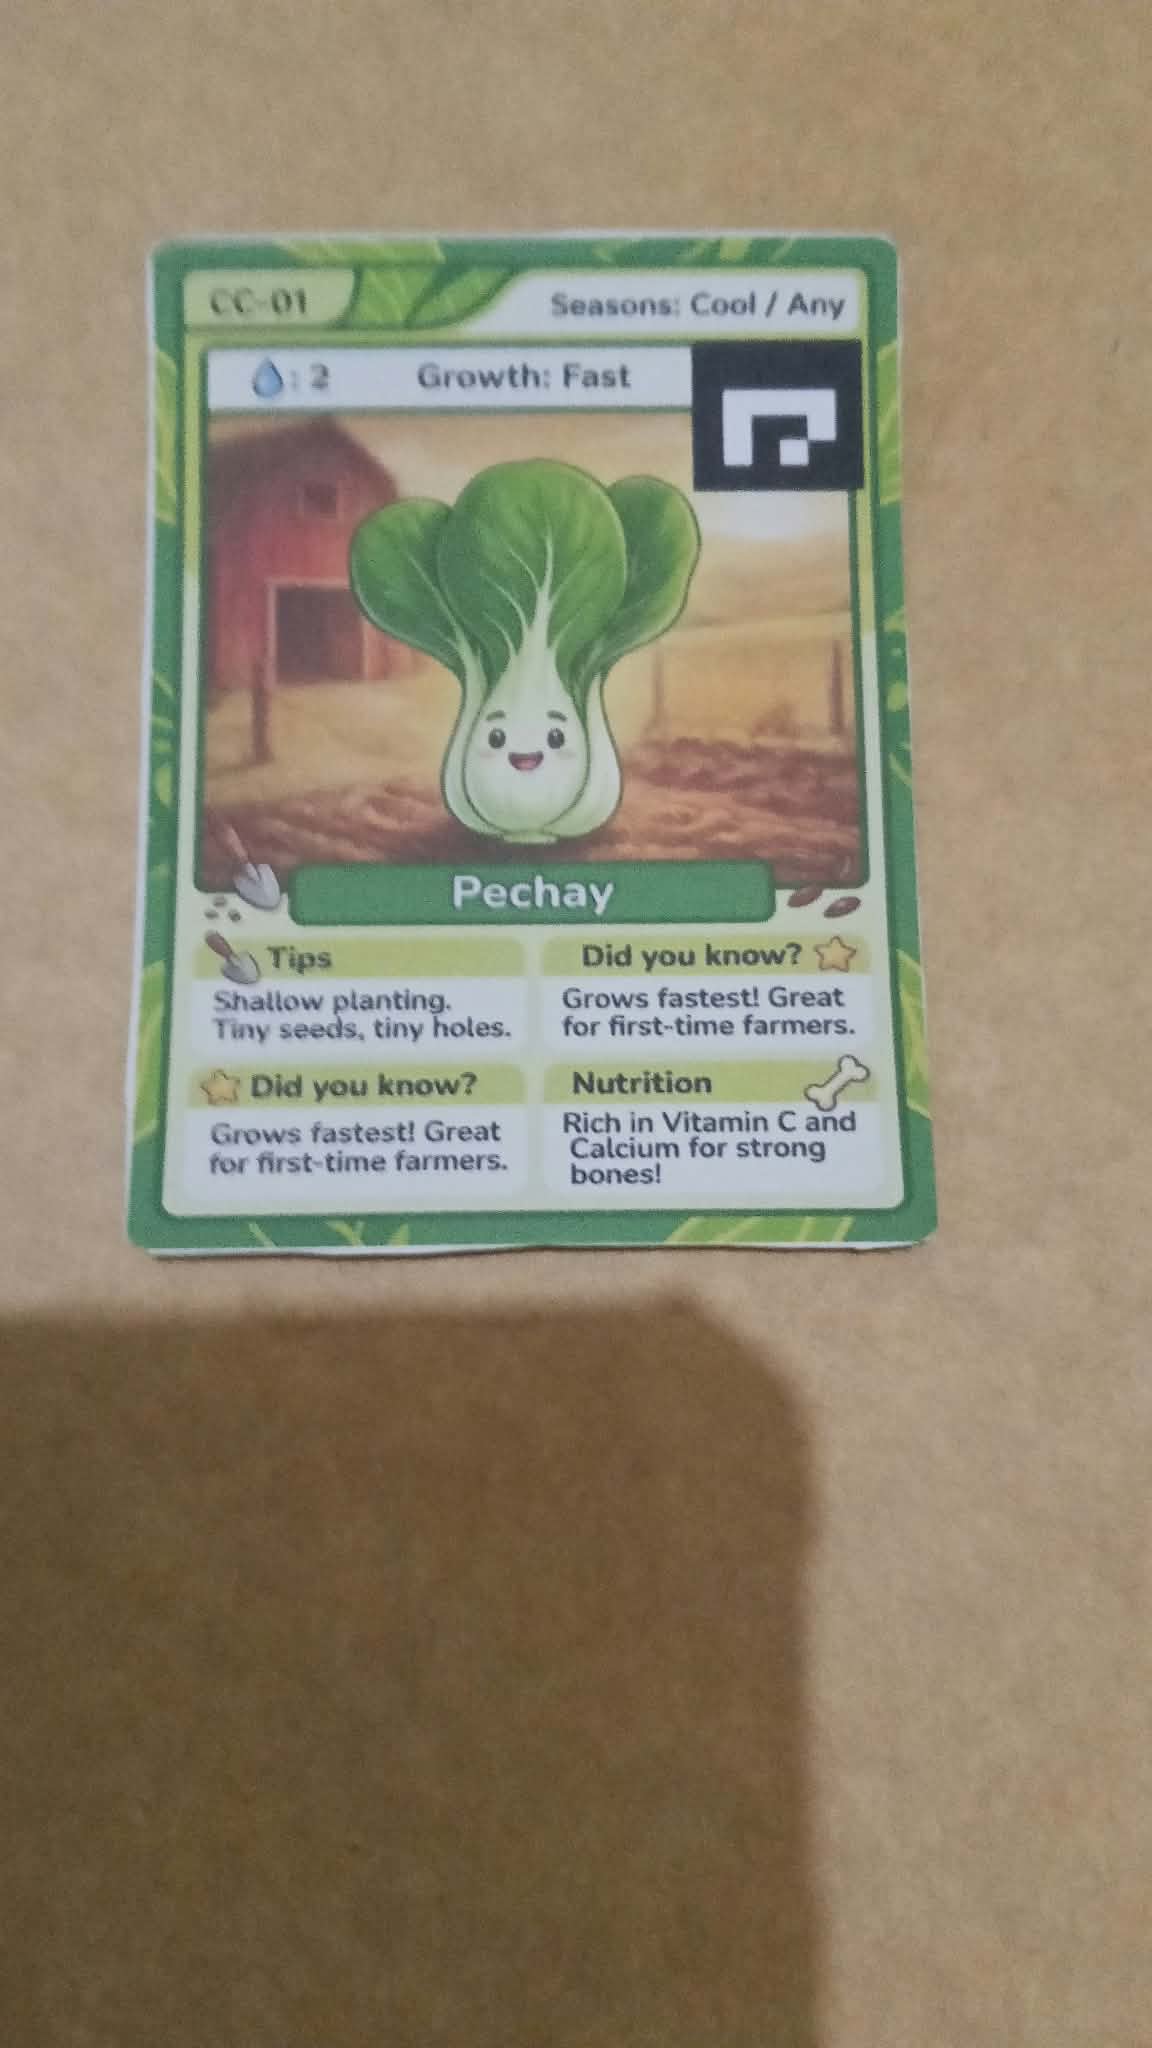 CC-01
Seasons: Cool / Any
: 2
Growth: Fast
Pechay
Tips
Shallow planting.
Tiny seeds, tiny holes.
Did you know?
Grows fastest! Great
for first-time farmers.
Did you know?
Grows fastest! Great
for first-time farmers.
Nutrition
Rich in Vitamin C and
Calcium for strong
bones!